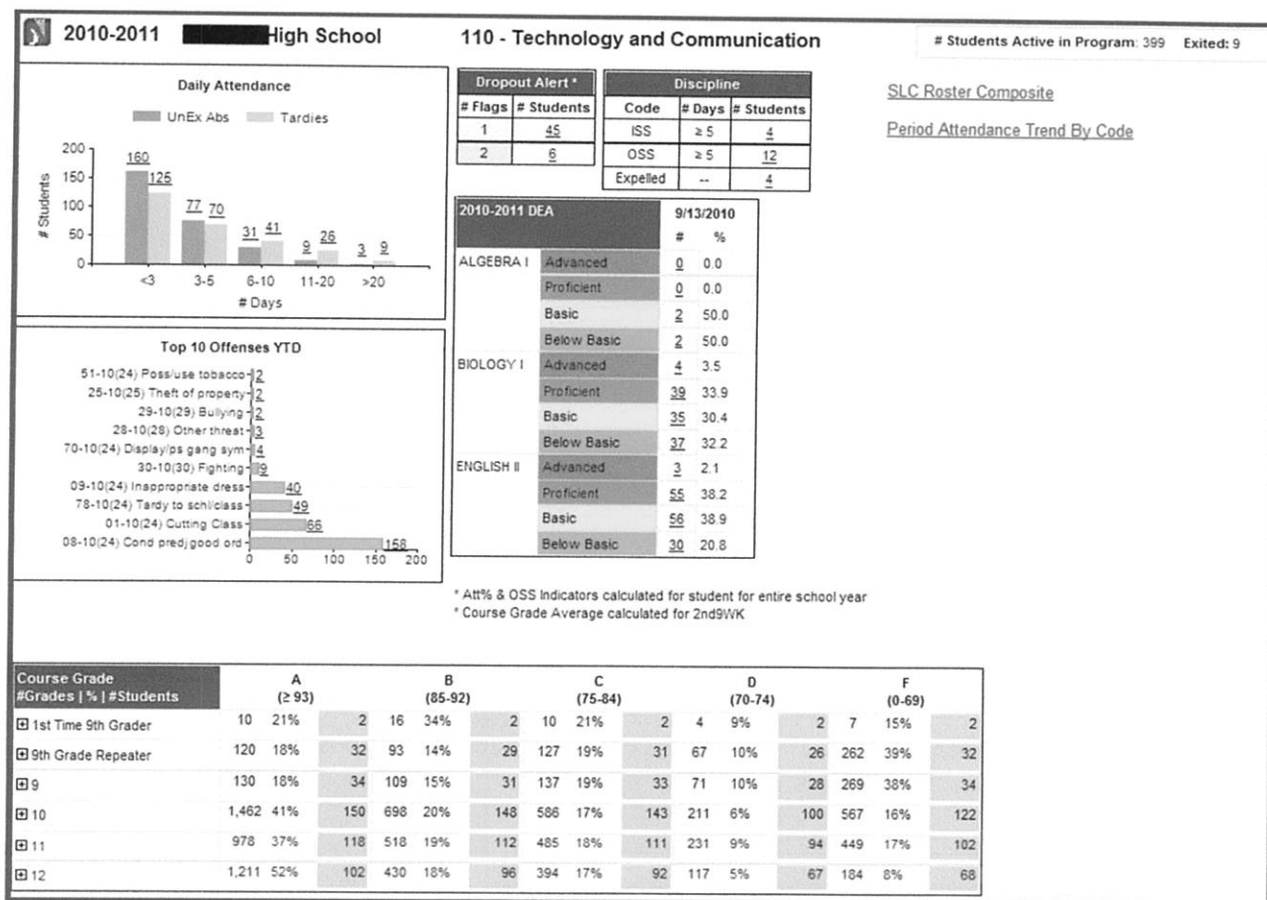 2010-2011 High School 110 - Technology and Communication # Students Active in Program: 399 Exited: 9
Daily Attendance
UnEx Abs Tardies
# Students
200
150
100
50
0
160 125
77 70
31 41
9 26
3 9
<3 3-5 6-10 11-20 >20
# Days
Dropout Alert *
# Flags # Students
1 45
2 6
Discipline
Code # Days # Students
ISS ≥ 5 4
OSS ≥ 5 12
Expelled -- 4
SLC Roster Composite
Period Attendance Trend By Code
Top 10 Offenses YTD
51-10(24) Poss/use tobacco 2
25-10(25) Theft of property 2
29-10(29) Bullying 2
28-10(28) Other threat 3
70-10(24) Display/ps gang sym 4
30-10(30) Fighting 9
09-10(24) Inappropriate dress 40
78-10(24) Tardy to schl/class 49
01-10(24) Cutting Class 66
08-10(24) Cond predj good ord 158
0 50 100 150 200
2010-2011 DEA 9/13/2010
# %
ALGEBRA I Advanced 0 0.0
Proficient 0 0.0
Basic 2 50.0
Below Basic 2 50.0
BIOLOGY I Advanced 4 3.5
Proficient 39 33.9
Basic 35 30.4
Below Basic 37 32.2
ENGLISH II Advanced 3 2.1
Proficient 55 38.2
Basic 56 38.9
Below Basic 30 20.8
* Att% & OSS Indicators calculated for student for entire school year
* Course Grade Average calculated for 2nd9WK
Course Grade A B C D F
#Grades | % | #Students (≥ 93) (85-92) (75-84) (70-74) (0-69)
1st Time 9th Grader 10 21% 2 16 34% 2 10 21% 2 4 9% 2 7 15% 2
9th Grade Repeater 120 18% 32 93 14% 29 127 19% 31 67 10% 26 262 39% 32
9 130 18% 34 109 15% 31 137 19% 33 71 10% 28 269 38% 34
10 1,462 41% 150 698 20% 148 586 17% 143 211 6% 100 567 16% 122
11 978 37% 118 518 19% 112 485 18% 111 231 9% 94 449 17% 102
12 1,211 52% 102 430 18% 96 394 17% 92 117 5% 67 184 8% 68